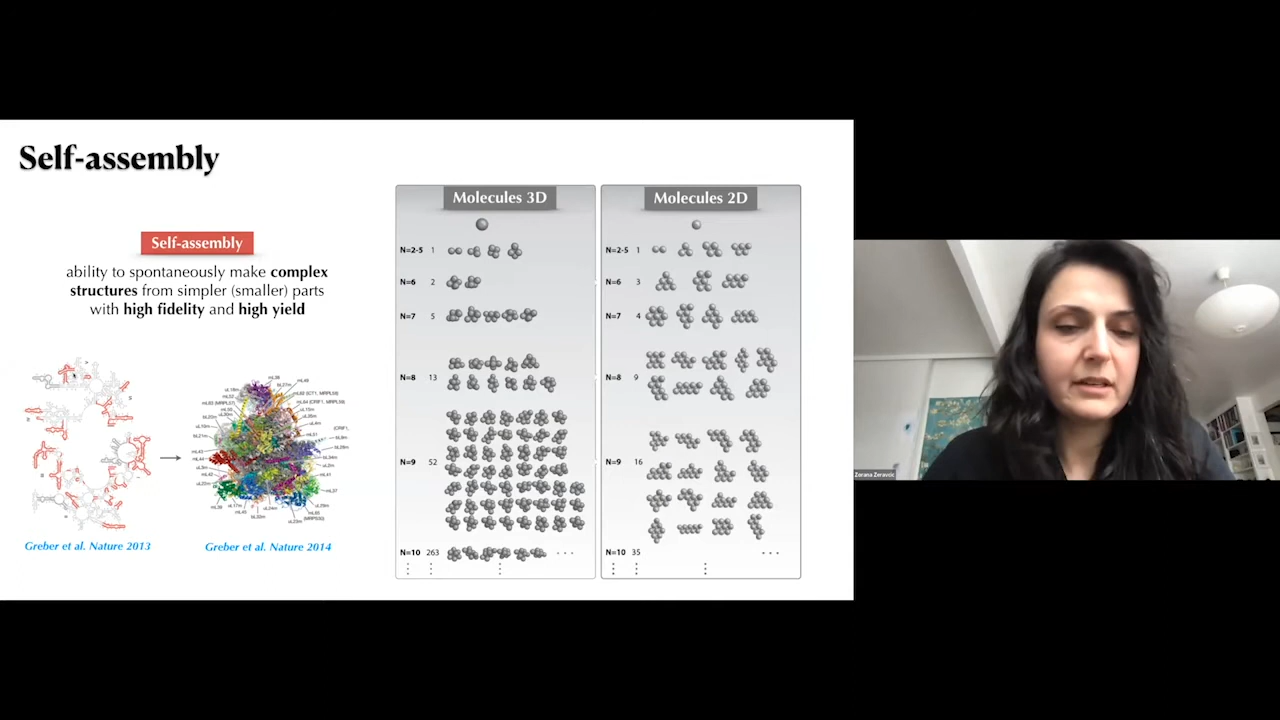 Self-assembly
Self-assembly
ability to spontaneously make complex
structures from simpler (smaller) parts
with high fidelity and high yield
Greber et al. Nature 2013
Greber et al. Nature 2014
Molecules 3D
N=2-5 1
N=6 2
N=7 5
N=8 13
N=9 52
N=10 263 ...
Molecules 2D
N=2-5 1
N=6 3
N=7 4
N=8 9
N=9 16
N=10 35 ...
Zorana Zeravcic